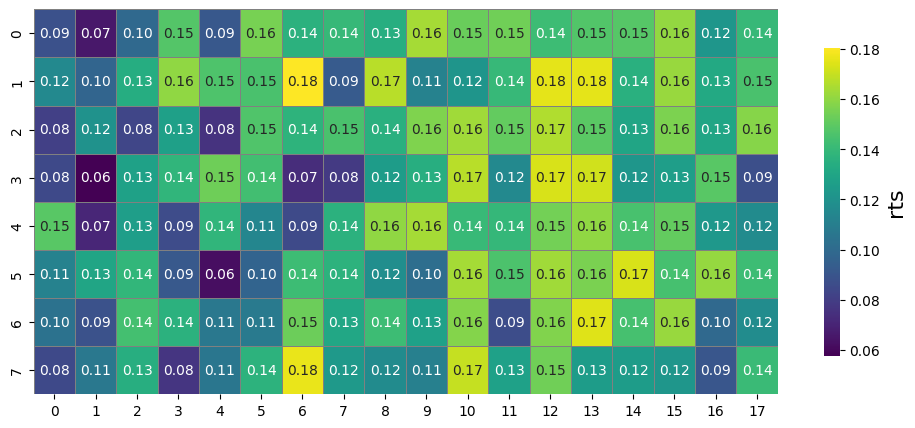 0 0.09 0.07 0.10 0.15 0.09 0.16 0.14 0.14 0.13 0.16 0.15 0.15 0.14 0.15 0.15 0.16 0.12 0.14
1 0.12 0.10 0.13 0.16 0.15 0.15 0.18 0.09 0.17 0.11 0.12 0.14 0.18 0.18 0.14 0.16 0.13 0.15
2 0.08 0.12 0.08 0.13 0.08 0.15 0.14 0.15 0.14 0.16 0.16 0.15 0.17 0.15 0.13 0.16 0.13 0.16
3 0.08 0.06 0.13 0.14 0.15 0.14 0.07 0.08 0.12 0.13 0.17 0.12 0.17 0.17 0.12 0.13 0.15 0.09
4 0.15 0.07 0.13 0.09 0.14 0.11 0.09 0.14 0.16 0.16 0.14 0.14 0.15 0.16 0.14 0.15 0.12 0.12
5 0.11 0.13 0.14 0.09 0.06 0.10 0.14 0.14 0.12 0.10 0.16 0.15 0.16 0.16 0.17 0.14 0.16 0.14
6 0.10 0.09 0.14 0.14 0.11 0.11 0.15 0.13 0.14 0.13 0.16 0.09 0.16 0.17 0.14 0.16 0.10 0.12
7 0.08 0.11 0.13 0.08 0.11 0.14 0.18 0.12 0.12 0.11 0.17 0.13 0.15 0.13 0.12 0.12 0.09 0.14
0 1 2 3 4 5 6 7 8 9 10 11 12 13 14 15 16 17
0.18
0.16
0.14
0.12
0.10
0.08
0.06
rts